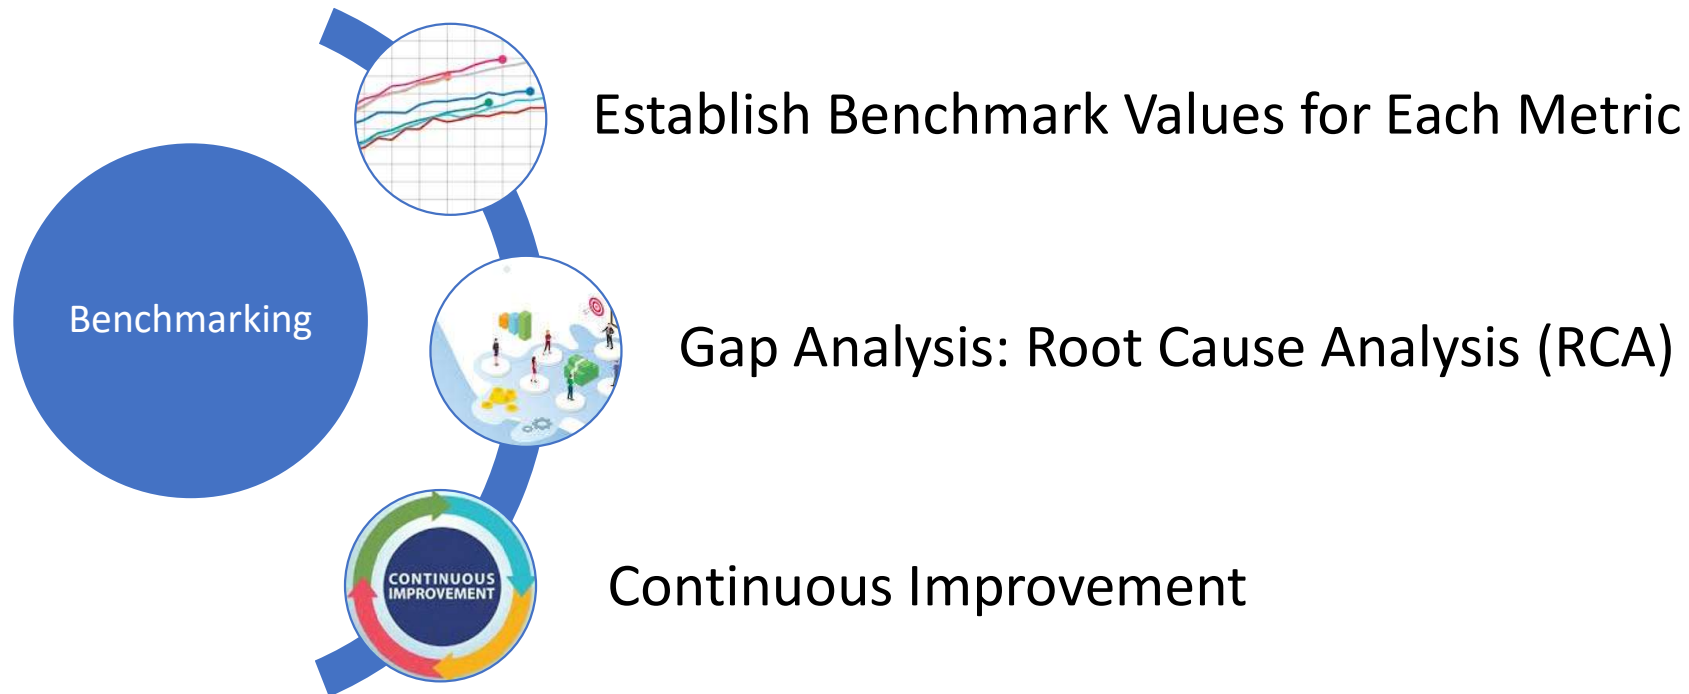 Establish Benchmark Values for Each Metric
Benchmarking
Gap Analysis: Root Cause Analysis (RCA)
CONTINUOUS
IMPROVEMENT
Continuous Improvement